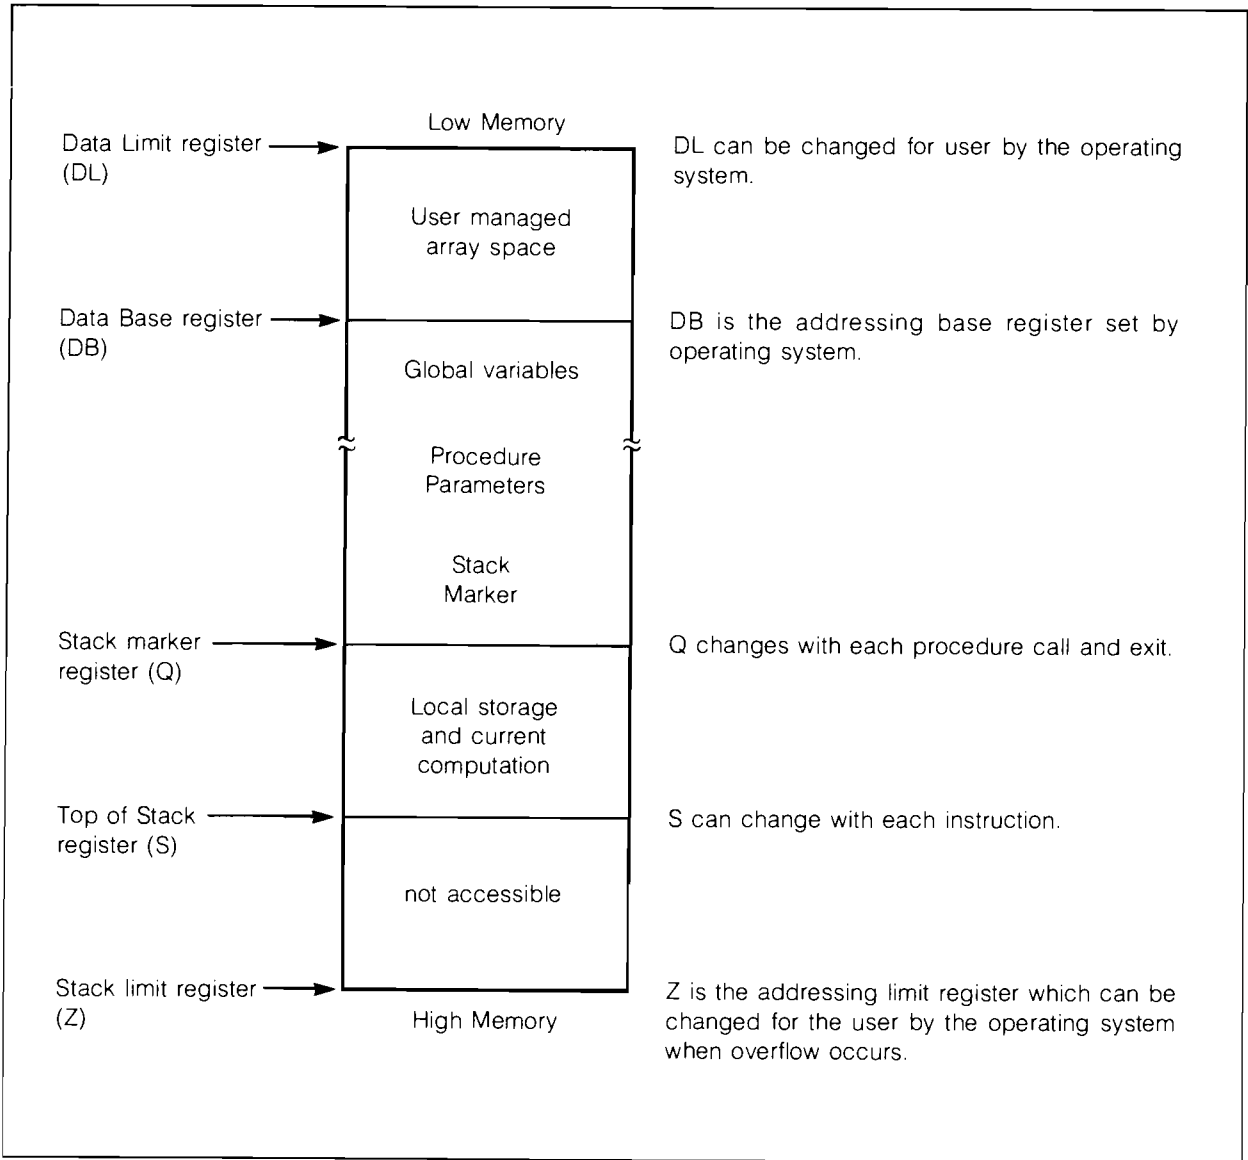 Low Memory
Data Limit register
(DL)
DL can be changed for user by the operating
system.
User managed
array space
Data Base register
(DB)
DB is the addressing base register set by
operating system.
Global variables
Procedure
Parameters
Stack
Marker
Stack marker
register (Q)
Q changes with each procedure call and exit.
Local storage
and current
computation
Top of Stack
register (S)
S can change with each instruction.
not accessible
Stack limit register
(Z)
Z is the addressing limit register which can be
changed for the user by the operating system
when overflow occurs.
High Memory